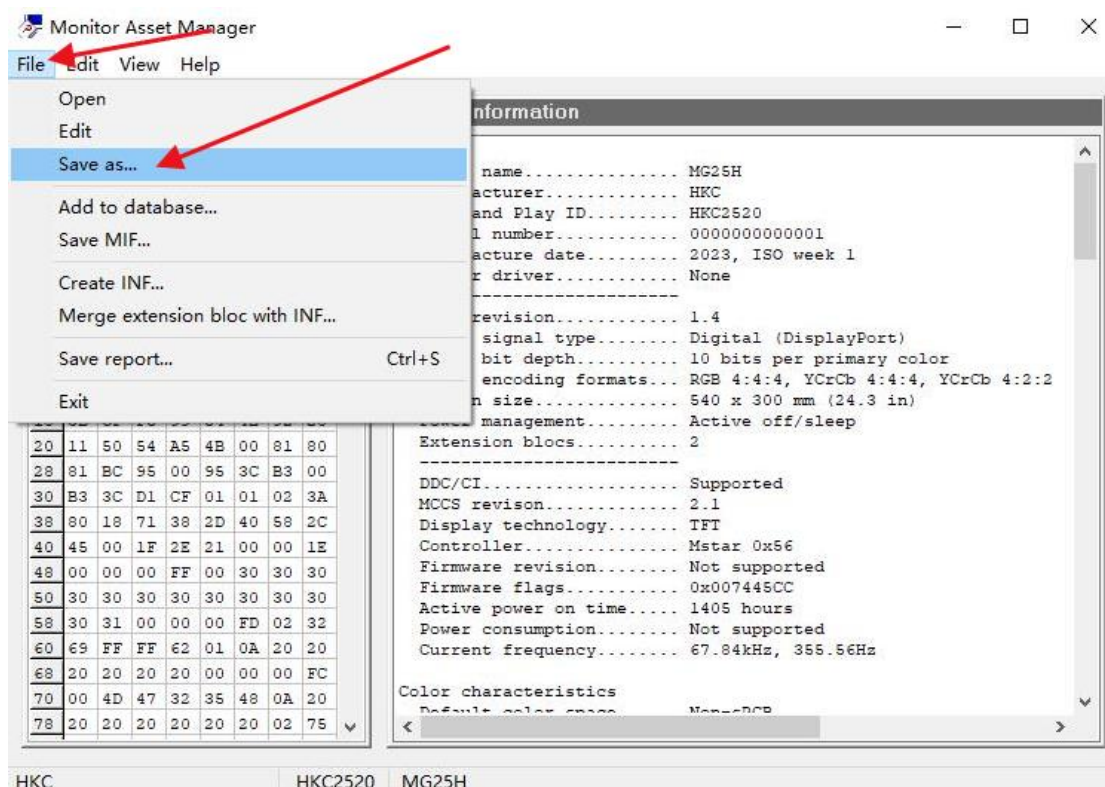 Monitor Asset Manager
File Edit View Help
Open
Edit
Save as...
Add to database...
Save MIF...
Create INF...
Merge extension bloc with INF...
Save report... Ctrl+S
Exit
nformation
name............... MG25H
acturer............. HKC
and Play ID......... HKC2520
l number............ 0000000000001
acture date......... 2023, ISO week 1
r driver............ None
-------------------------
revision............ 1.4
signal type........ Digital (DisplayPort)
bit depth.......... 10 bits per primary color
encoding formats... RGB 4:4:4, YCrCb 4:4:4, YCrCb 4:2:2
n size.............. 540 x 300 mm (24.3 in)
management......... Active off/sleep
Extension blocs.......... 2
-------------------------
DDC/CI................... Supported
MCCS revison............. 2.1
Display technology....... TFT
Controller............... Mstar 0x56
Firmware revision........ Not supported
Firmware flags........... 0x007445CC
Active power on time..... 1405 hours
Power consumption........ Not supported
Current frequency........ 67.84kHz, 355.56Hz
Color characteristics
Default color space Non-sRGB
20 11 50 54 A5 4B 00 81 80
28 81 BC 95 00 95 3C B3 00
30 B3 3C D1 CF 01 01 02 3A
38 80 18 71 38 2D 40 58 2C
40 45 00 1F 2E 21 00 00 1E
48 00 00 00 FF 00 30 30 30
50 30 30 30 30 30 30 30 30
58 30 31 00 00 00 FD 02 32
60 69 FF FF 62 01 0A 20 20
68 20 20 20 20 00 00 00 FC
70 00 4D 47 32 35 48 0A 20
78 20 20 20 20 20 20 02 75
HKC HKC2520 MG25H